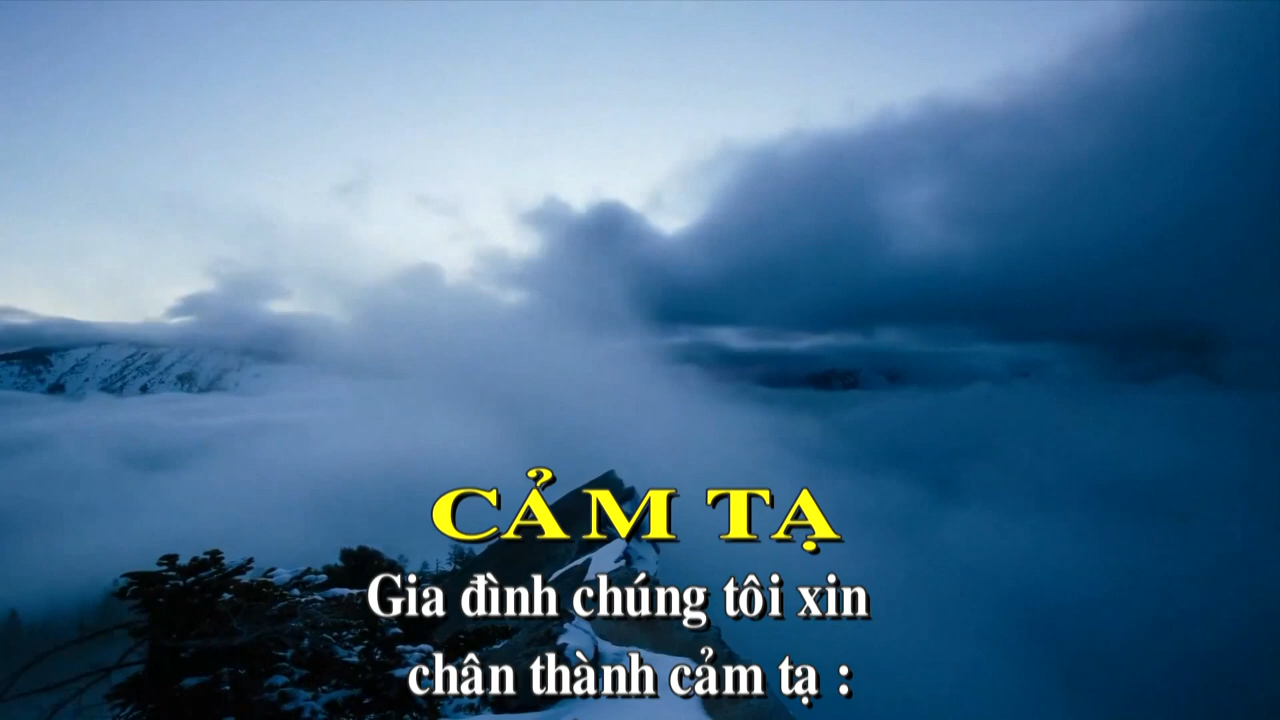 CẢM TẠ
Gia đình chúng tôi xin
chân thành cảm tạ :